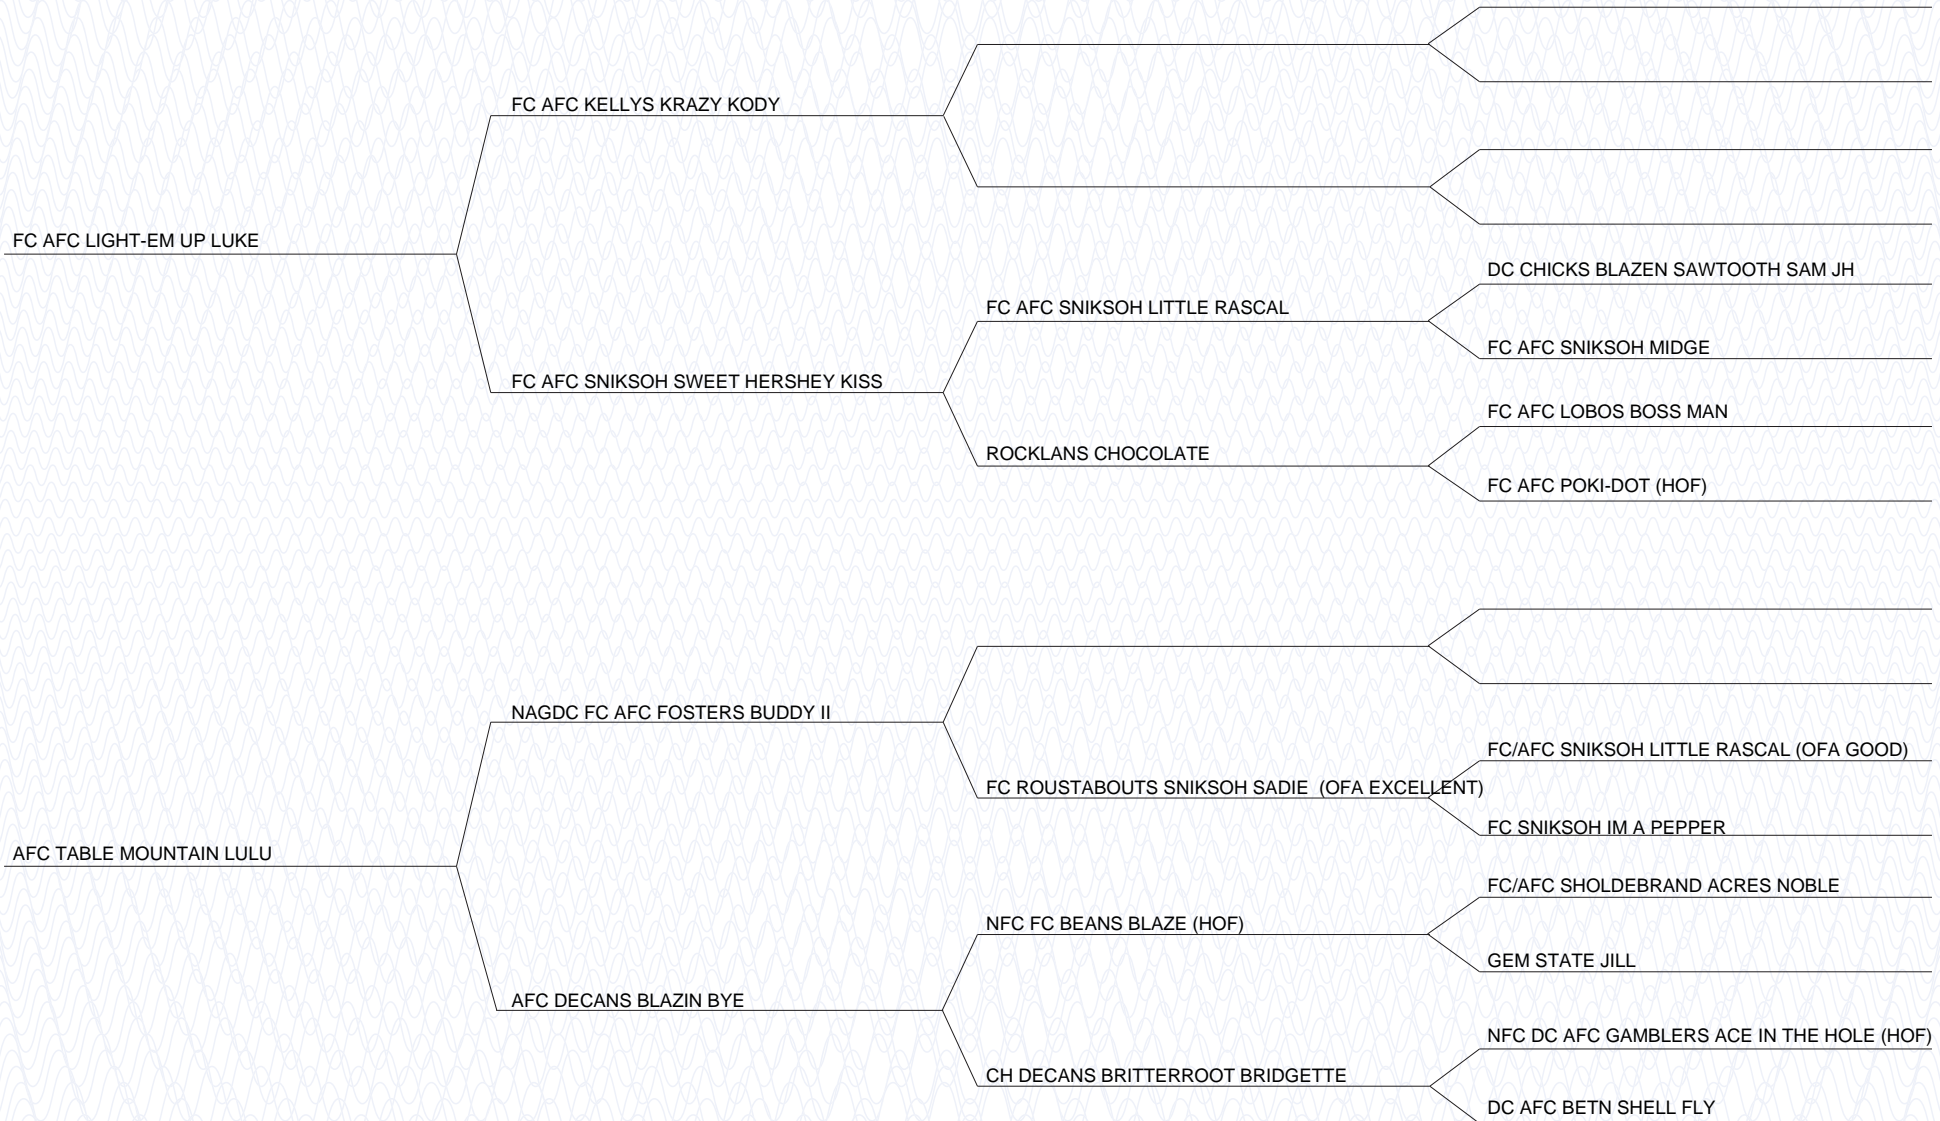 FC AFC KELLYS KRAZY KODY
FC AFC LIGHT-EM UP LUKE
DC CHICKS BLAZEN SAWTOOTH SAM JH
FC AFC SNIKSOH LITTLE RASCAL
FC AFC SNIKSOH MIDGE
FC AFC SNIKSOH SWEET HERSHEY KISS
FC AFC LOBOS BOSS MAN
ROCKLANS CHOCOLATE
FC AFC POKI-DOT (HOF)
NAGDC FC AFC FOSTERS BUDDY II
FC/AFC SNIKSOH LITTLE RASCAL (OFA GOOD)
FC ROUSTABOUTS SNIKSOH SADIE  (OFA EXCELLENT)
FC SNIKSOH IM A PEPPER
AFC TABLE MOUNTAIN LULU
FC/AFC SHOLDEBRAND ACRES NOBLE
NFC FC BEANS BLAZE (HOF)
GEM STATE JILL
AFC DECANS BLAZIN BYE
NFC DC AFC GAMBLERS ACE IN THE HOLE (HOF)
CH DECANS BRITTERROOT BRIDGETTE
DC AFC BETN SHELL FLY